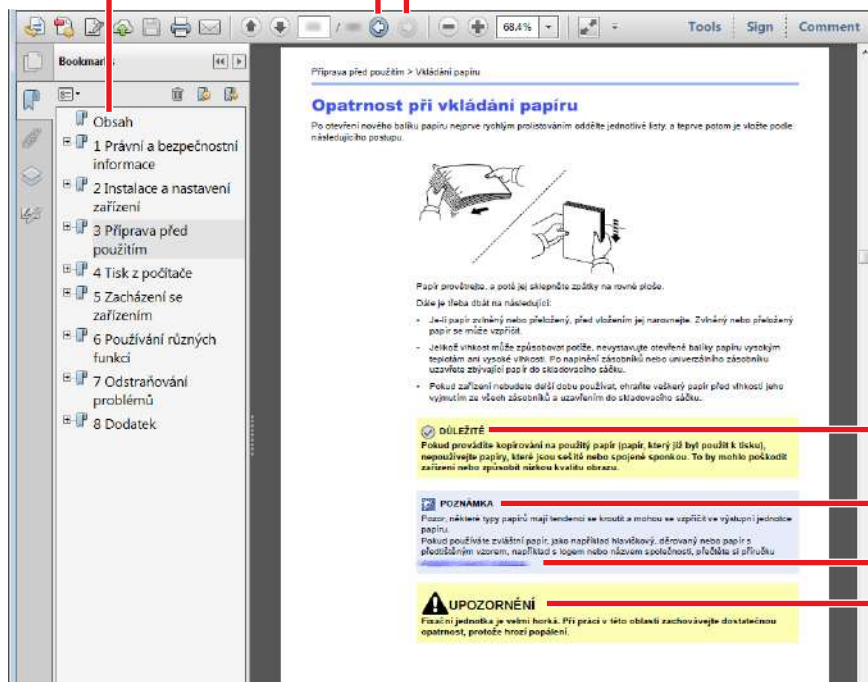 /
68,4%
Tools
Sign
Comment
Bookmar
Obsah
1 Právní a bezpečnostní
informace
2 Instalace a nastavení
zařízení
3 Příprava před
použitím
4 Tisk z počítače
5 Zacházení se
zařízením
6 Používání různých
funkcí
7 Odstraňování
problémů
8 Dodatek
Příprava před použitím > Vkládání papíru
Opatrnost při vkládání papíru
Po otevření nového balíku papíru nejprve rychlým prolistováním oddělte jednotlivé listy, a teprve potom je vložte podle
následujícího postupu.
Papír provětrejte, a poté jej sklepněte zpátky na rovné ploše.
Dále je třeba dbát na následující:
• Je-li papír zvlněný nebo přeložený, před vložením jej narovnejte. Zvlněný nebo přeložený
papír se může vzpříčit.
• Jelikož vlhkost může způsobovat potíže, nevystavujte otevřené balíky papíru vysokým
teplotám ani vysoké vlhkosti. Po naplnění zásobníků nebo univerzálního zásobníku
uzavřete zbývající papír do skladovacího sáčku.
• Pokud zařízení nebudete delší dobu používat, chraňte veškerý papír před vlhkostí jeho
vyjmutím ze všech zásobníků a uzavřením do skladovacího sáčku.
DŮLEŽITÉ
Pokud provádíte kopírování na použitý papír (papír, který již byl použit k tisku),
nepoužívejte papíry, které jsou sešité nebo spojené sponkou. To by mohlo poškodit
zařízení nebo způsobit nízkou kvalitu obrazu.
POZNÁMKA
Pozor, některé typy papírů mají tendenci se kroutit a mohou se vzpříčit ve výstupní jednotce
papíru.
Pokud používáte zvláštní papír, jako například hlavičkový, děrovaný nebo papír s
předtištěným vzorem, například s logem nebo názvem společnosti, přečtěte si příručku
UPOZORNĚNÍ
Fixační jednotka je velmi horká. Při práci v této oblasti zachovávejte dostatečnou
opatrnost, protože hrozí popálení.